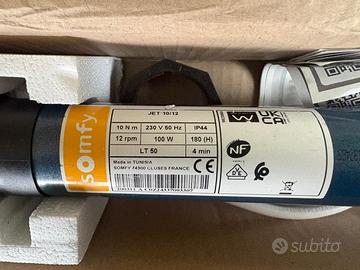 somfy.
JET 10/12
10 N m 230 V 50 Hz IP44
12 rpm 100 W 180 (H)
LT 50 4 min
Made in TUNISIA
SOMFY 74300 CLUSES FRANCE
UK
CA
NF
subito